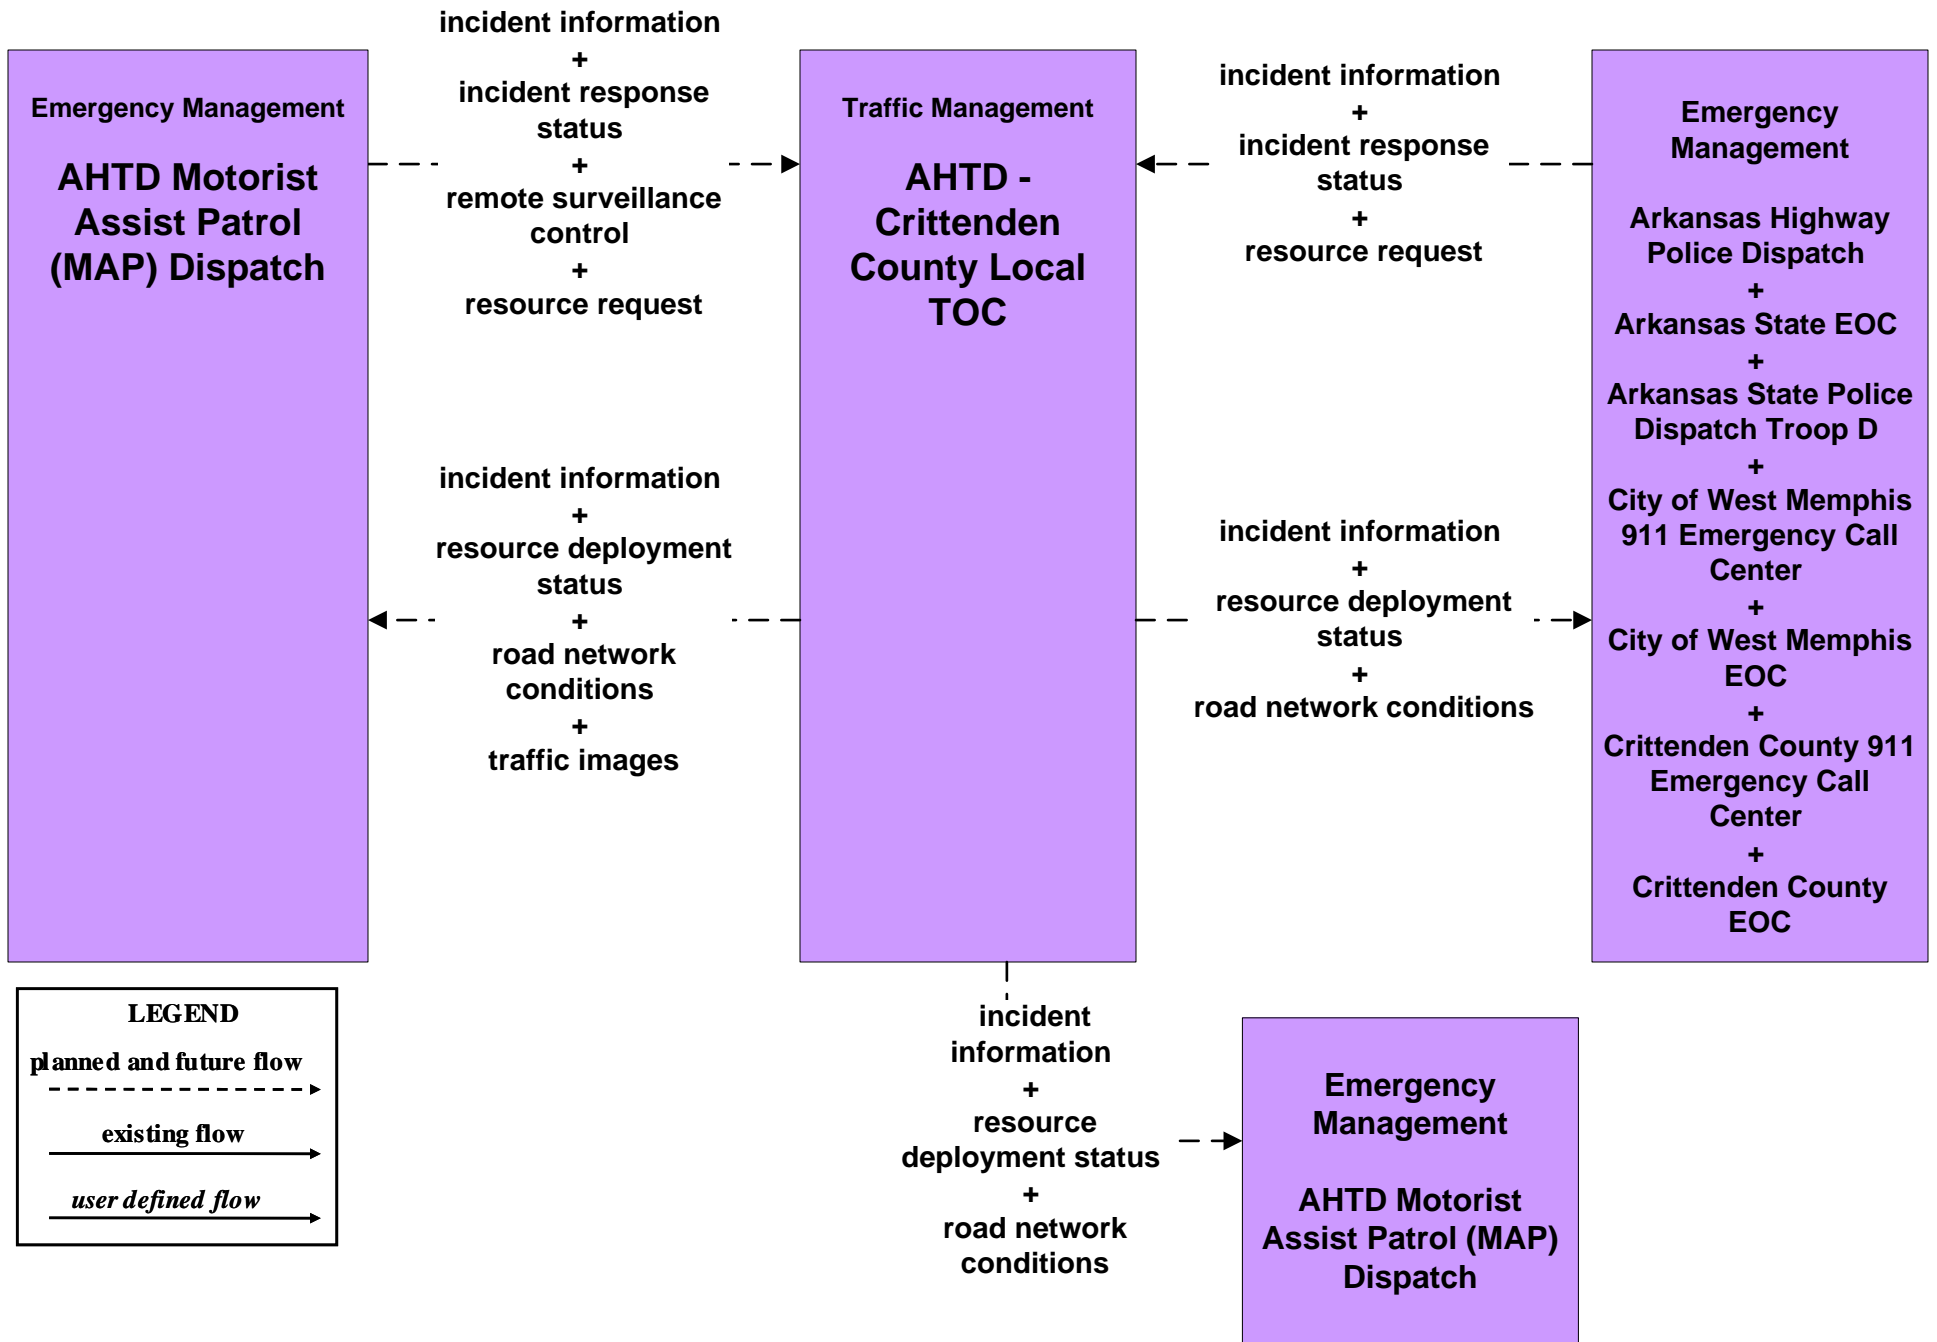 Emergency Management
AHTD Motorist
Assist Patrol
(MAP) Dispatch
incident information
+
incident response
status
+
remote surveillance
control
+
resource request
incident information
+
resource deployment
status
+
road network
conditions
+
traffic images
Traffic Management
AHTD -
Crittenden
County Local
TOC
incident information
+
incident response
status
+
resource request
incident information
+
resource deployment
status
+
road network conditions
Emergency
Management
Arkansas Highway
Police Dispatch
+
Arkansas State EOC
+
Arkansas State Police
Dispatch Troop D
+
City of West Memphis
911 Emergency Call
Center
+
City of West Memphis
EOC
+
Crittenden County 911
Emergency Call
Center
+
Crittenden County
EOC
LEGEND
planned and future flow
existing flow
user defined flow
incident
information
+
resource
deployment status
+
road network
conditions
Emergency
Management
AHTD Motorist
Assist Patrol (MAP)
Dispatch